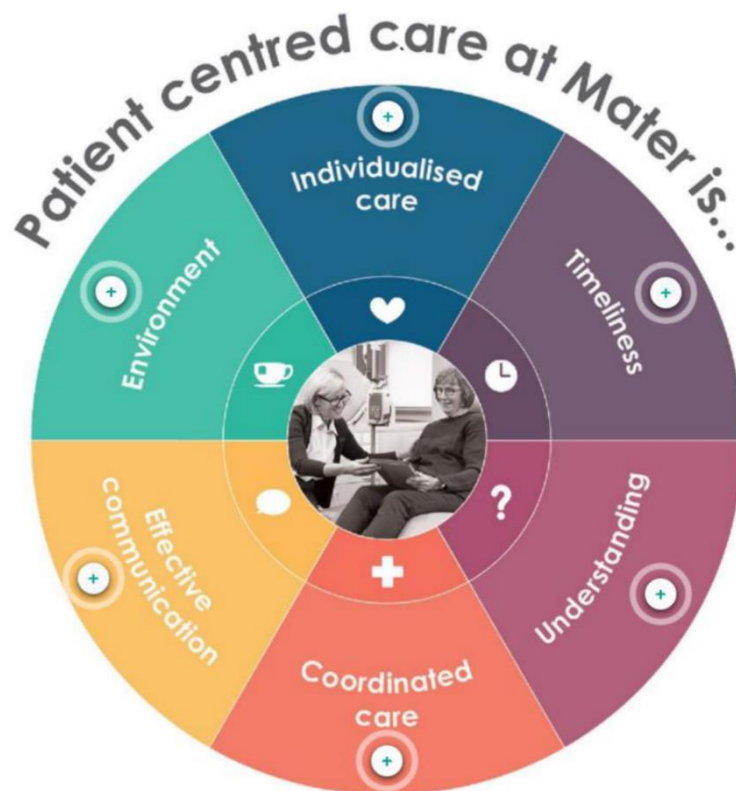 Patient centred care at Mater is...
Individualised
care
Timeliness
Understanding
Coordinated
care
Effective
communication
Environment